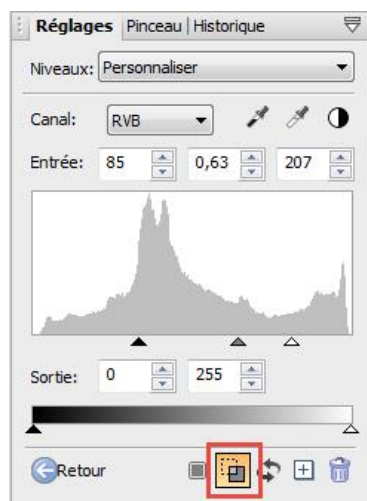 Réglages Pinceau | Historique
Niveaux: Personnaliser
Canal: RVB
Entrée: 85 0,63 207
Sortie: 0 255
Retour